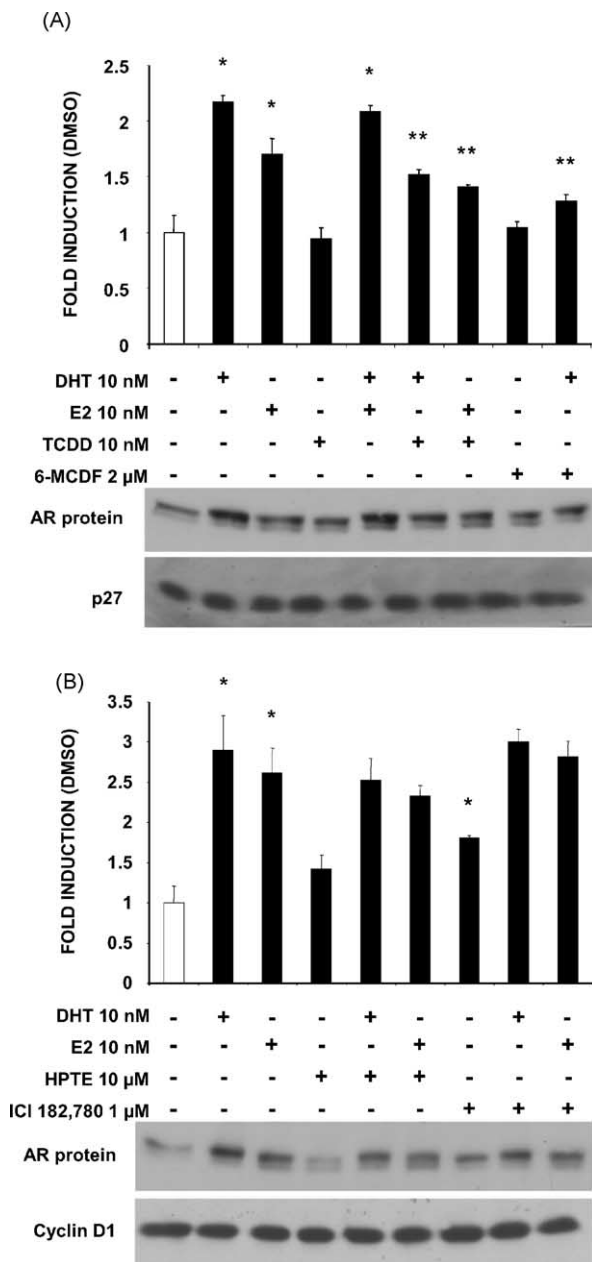 (A)
FOLD INDUCTION (DMSO)
2.5
2
1.5
1
0.5
0
* * * ** ** **
DHT 10 nM - + - - + + - - +
E2 10 nM - - + - + - + - -
TCDD 10 nM - - - + - + + - -
6-MCDF 2 µM - - - - - - - + +
AR protein
p27
(B)
FOLD INDUCTION (DMSO)
3.5
3
2.5
2
1.5
1
0.5
0
* * *
DHT 10 nM - + - - + - - + -
E2 10 nM - - + - - + - - +
HPTE 10 µM - - - + + + - - -
ICI 182,780 1 µM - - - - - - + + +
AR protein
Cyclin D1